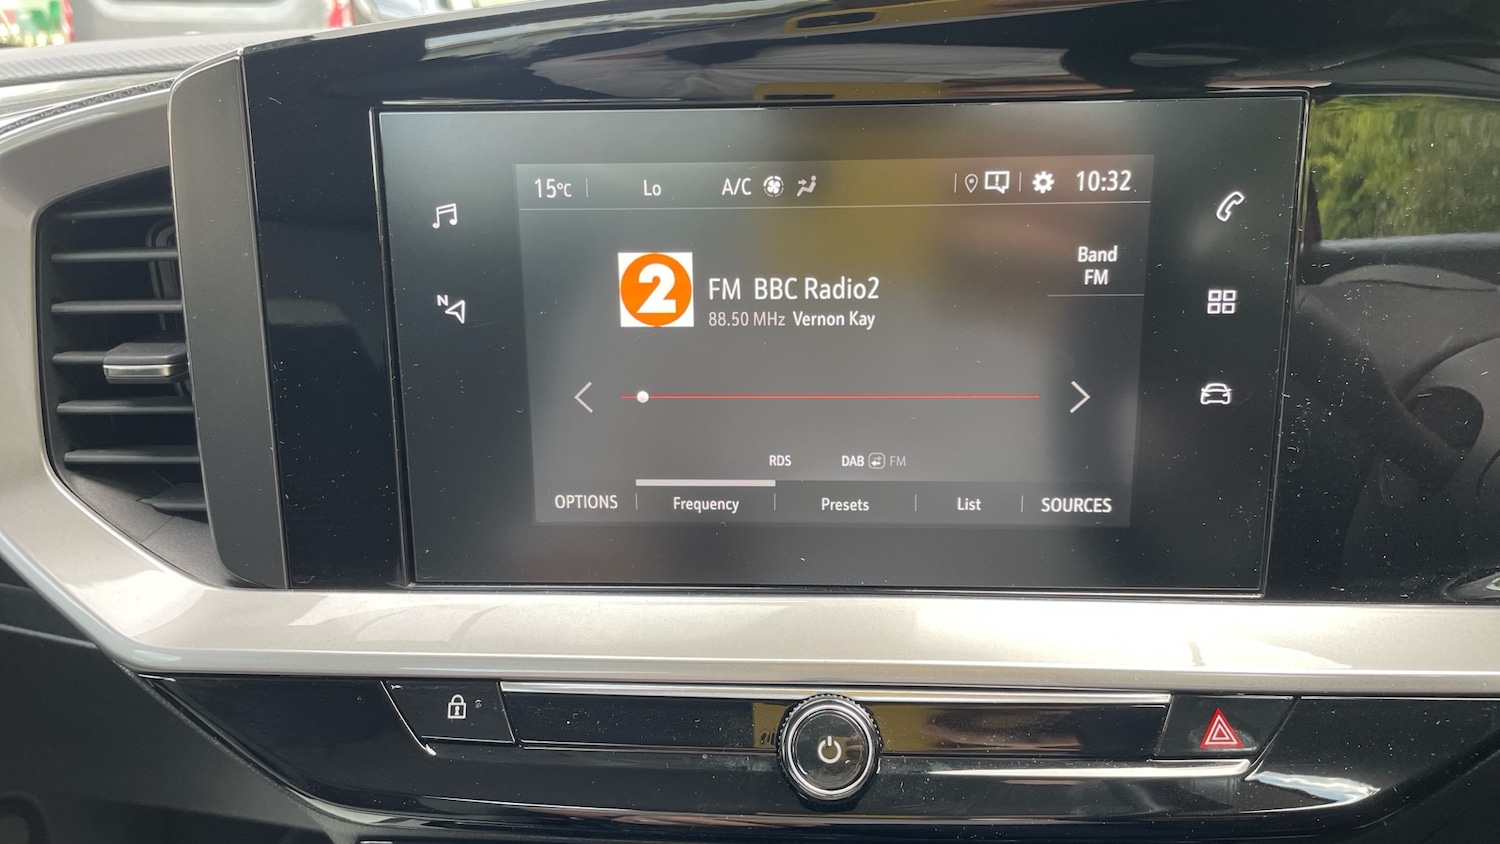 15°C Lo A/C 10:32
N
2
FM BBC Radio2
88.50 MHz Vernon Kay
Band
FM
RDS DAB FM
OPTIONS Frequency Presets List SOURCES